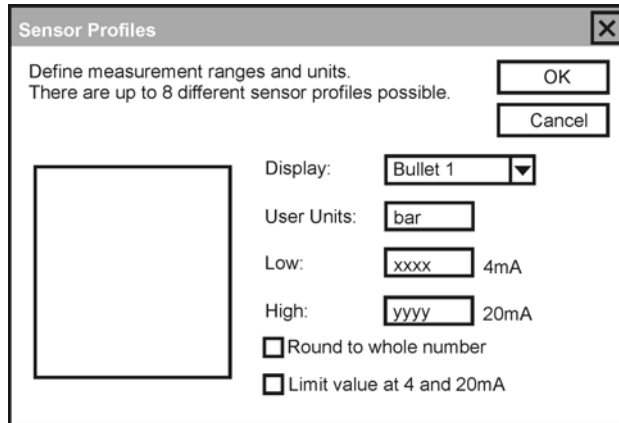 Sensor Profiles
Define measurement ranges and units.
There are up to 8 different sensor profiles possible.
OK
Cancel
Display: Bullet 1
User Units: bar
Low: xxxx 4mA
High: yyyy 20mA
Round to whole number
Limit value at 4 and 20mA